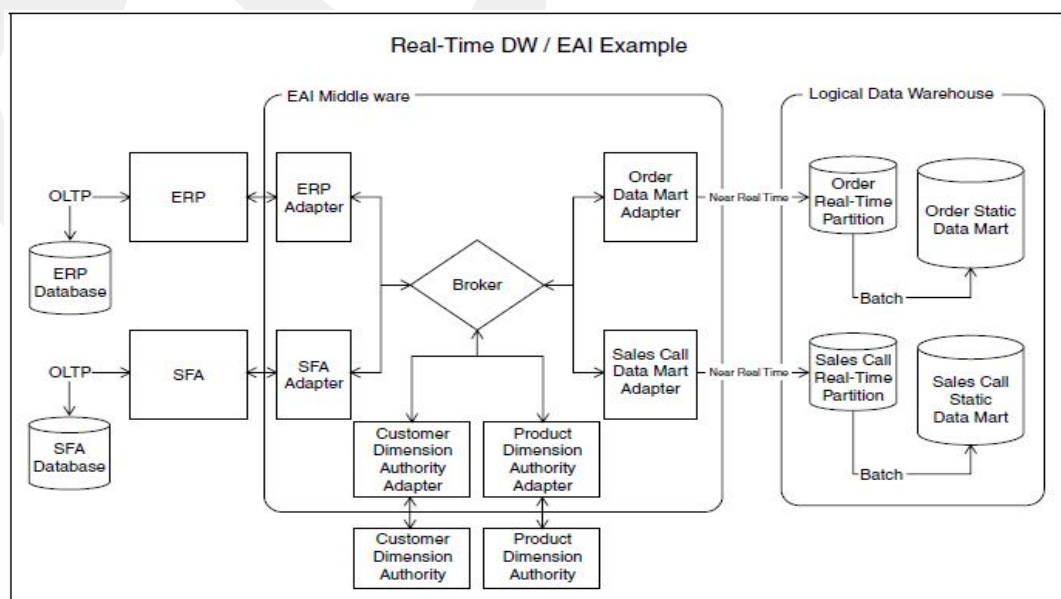 Real-Time DW / EAI Example
EAI Middle ware
Logical Data Warehouse
OLTP
ERP
ERP
Adapter
Order
Data Mart
Adapter
Near Real Time
Order
Real-Time
Partition
Order Static
Data Mart
ERP
Database
Broker
Batch
OLTP
SFA
SFA
Adapter
Sales Call
Data Mart
Adapter
Near Real Time
Sales Call
Real-Time
Partition
Sales Call
Static
Data Mart
SFA
Database
Customer
Dimension
Authority
Adapter
Product
Dimension
Authority
Adapter
Batch
Customer
Dimension
Authority
Product
Dimension
Authority